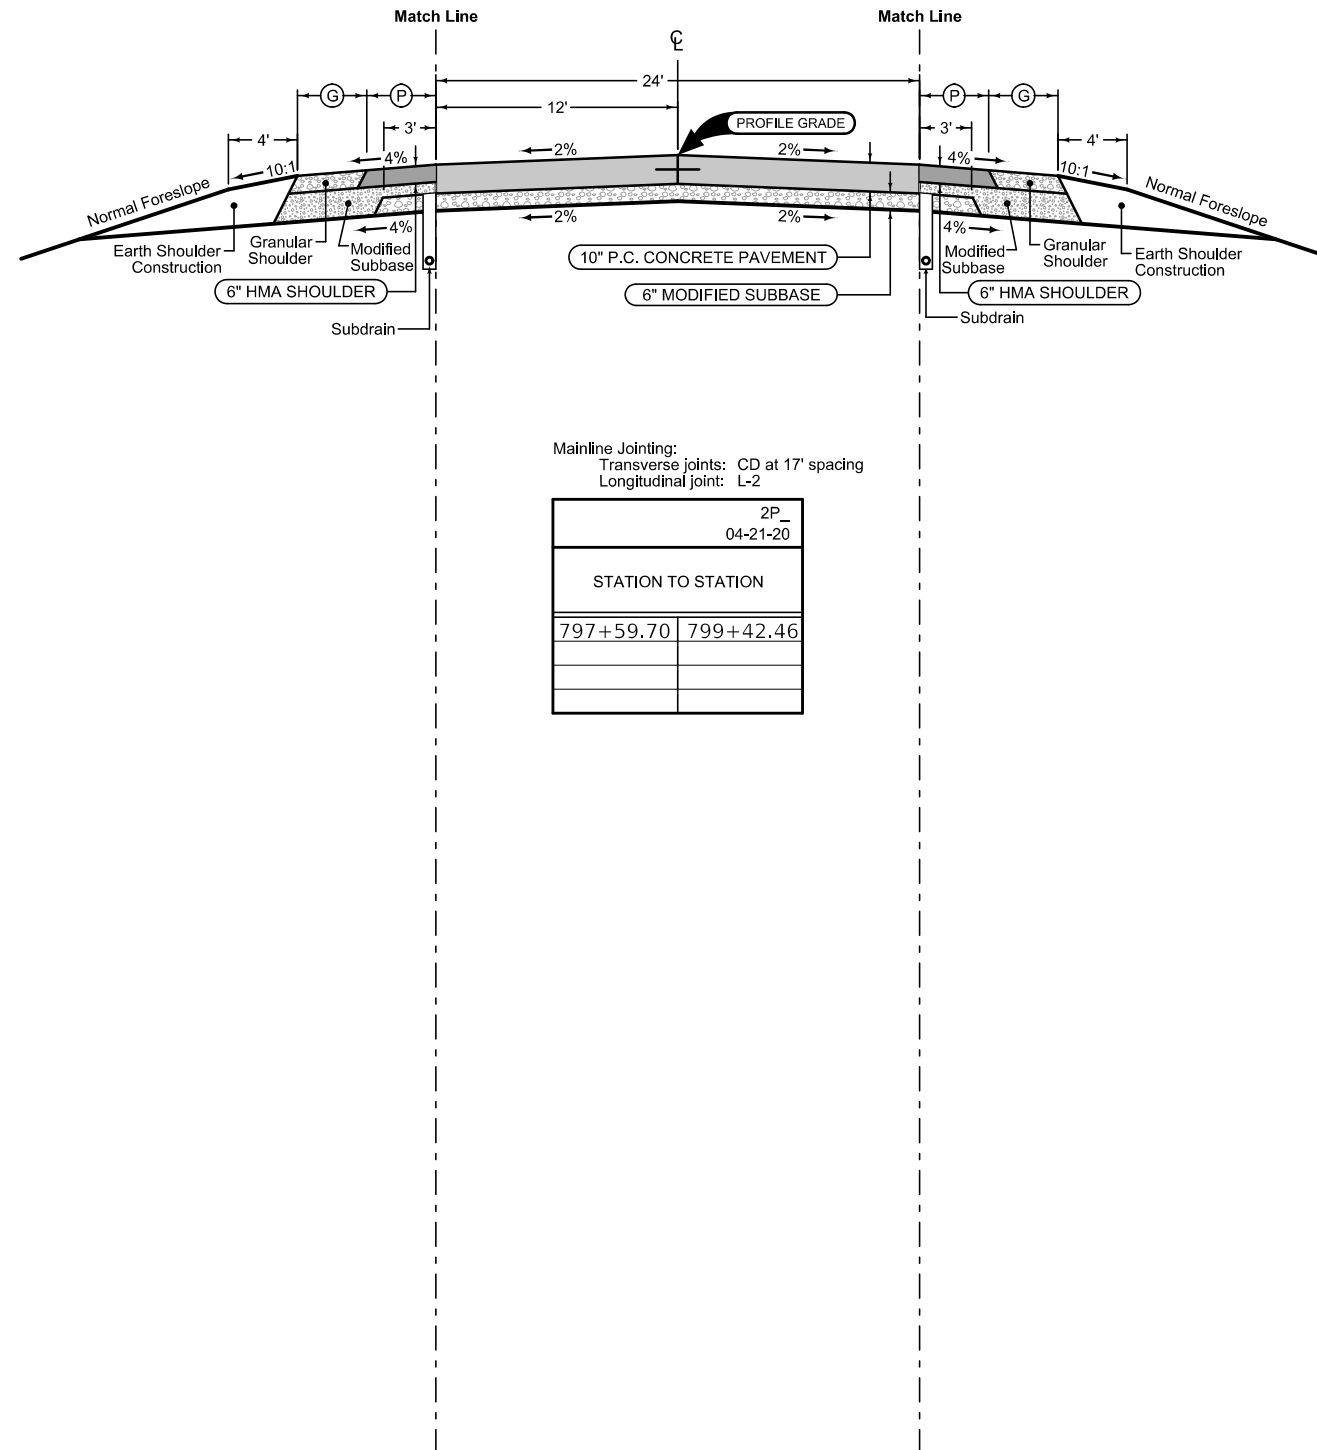 Match Line
Match Line
℄
24'
G
P
P
G
12'
PROFILE GRADE
4'
3'
3'
4'
10:1
4%
2%
2%
4%
10:1
Normal Foreslope
Normal Foreslope
4%
2%
2%
4%
Earth Shoulder
Construction
Granular
Shoulder
Modified
Subbase
Modified
Subbase
Granular
Shoulder
Earth Shoulder
Construction
10" P.C. CONCRETE PAVEMENT
6" HMA SHOULDER
6" MODIFIED SUBBASE
6" HMA SHOULDER
Subdrain
Subdrain
Mainline Jointing:
Transverse joints: CD at 17' spacing
Longitudinal joint: L-2
2P_
04-21-20
STATION TO STATION
797+59.70 799+42.46